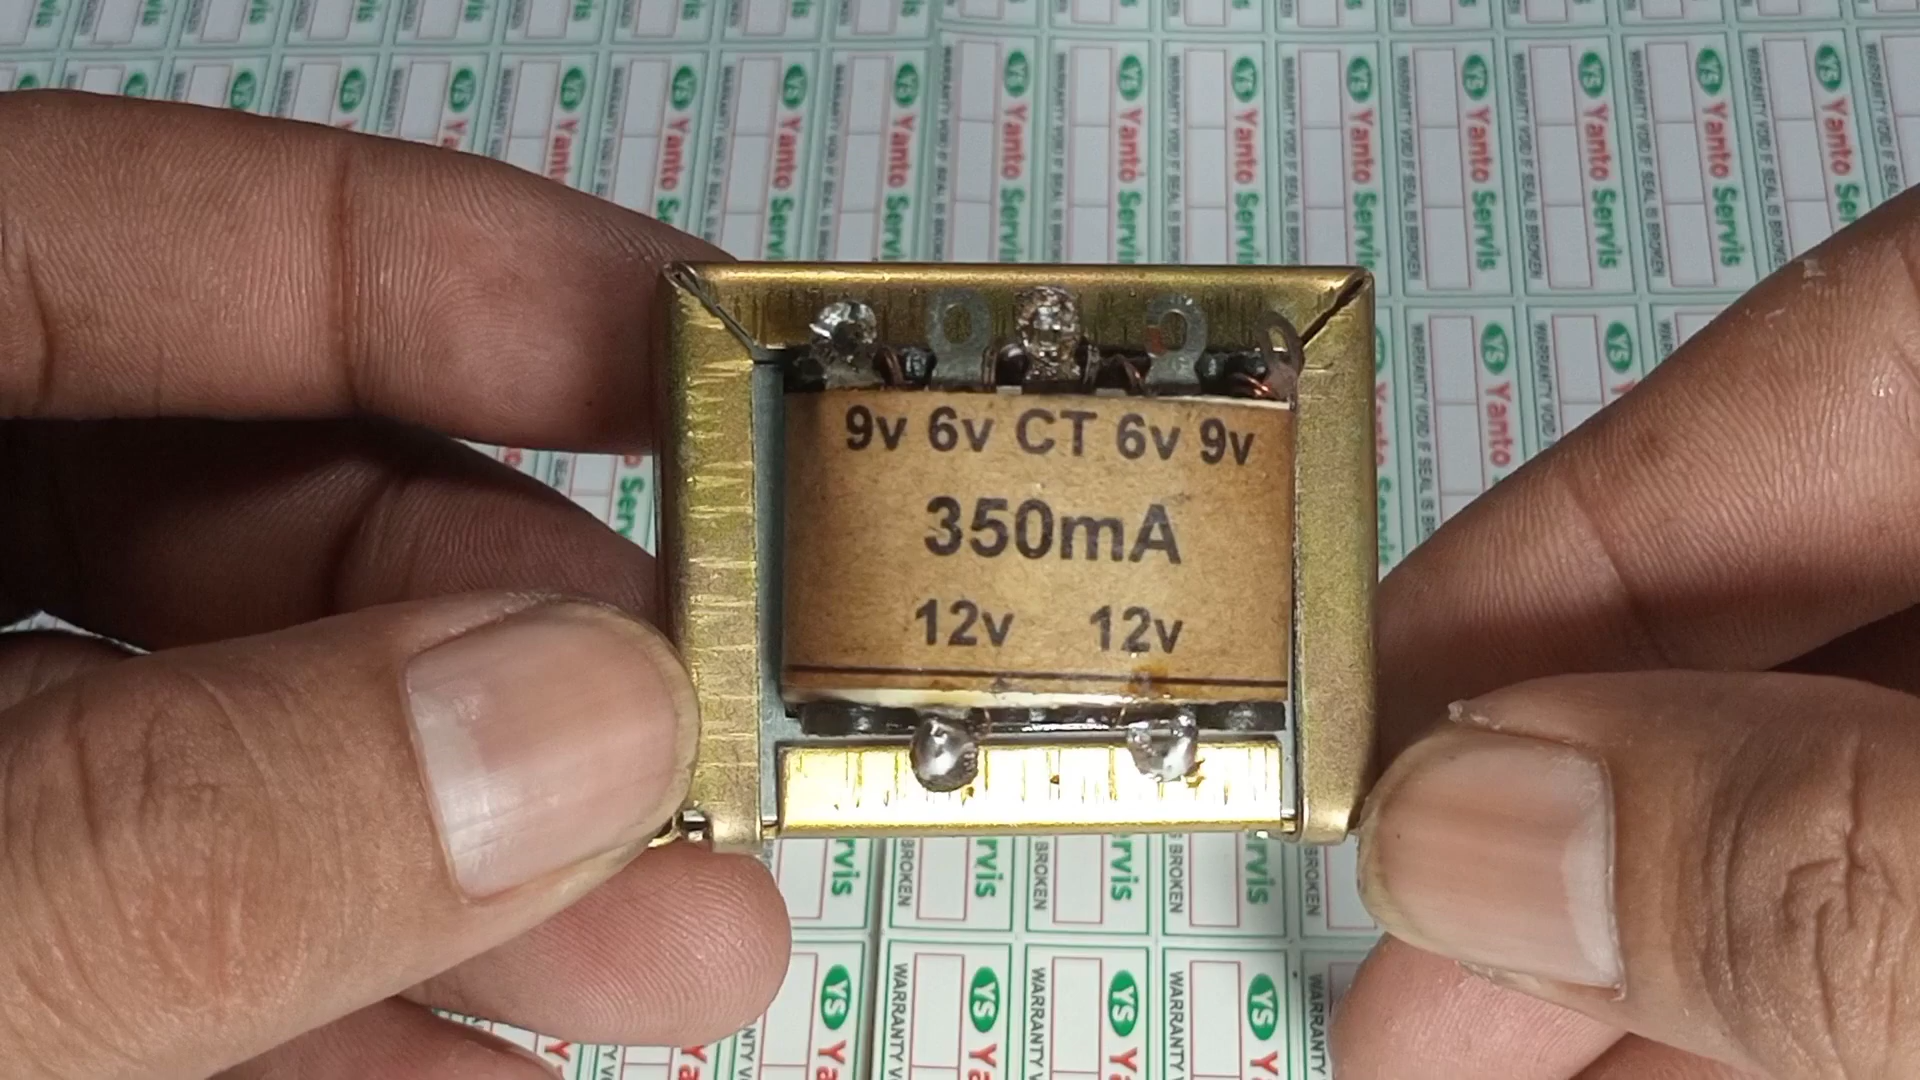 9v 6v CT 6v 9v
350mA
12v 12v
YS Yanto Servis
WARRANTY VOID IF SEAL IS BROKEN